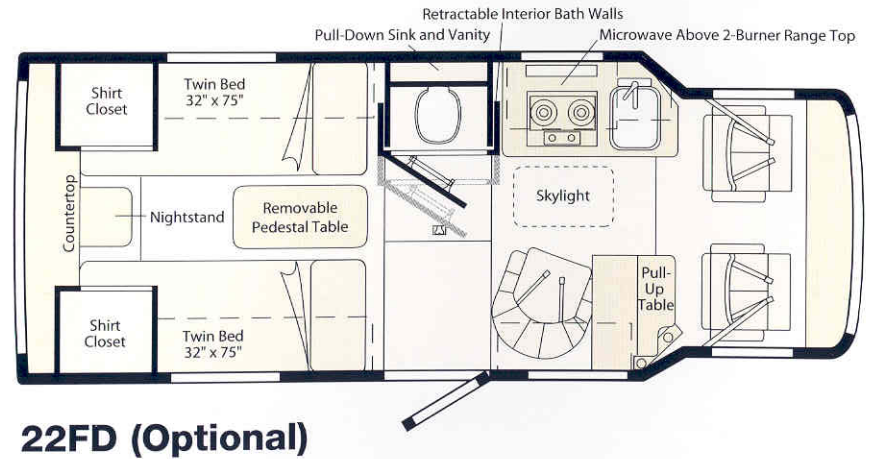 Retractable Interior Bath Walls
Pull-Down Sink and Vanity
Microwave Above 2-Burner Range Top
Shirt
Closet
Twin Bed
32" x 75"
Skylight
Countertop
Nightstand
Removable
Pedestal Table
Pull-
Up
Table
Shirt
Closet
Twin Bed
32" x 75"
22FD (Optional)